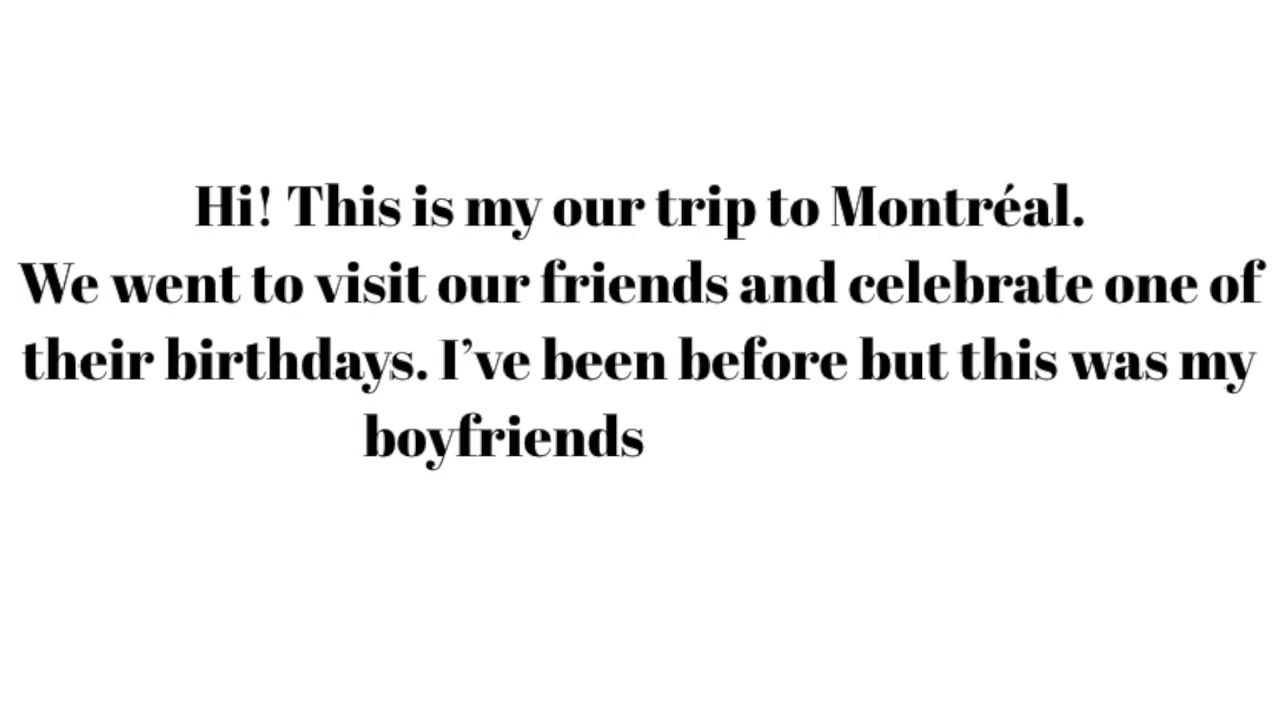 Hi! This is my our trip to Montréal.
We went to visit our friends and celebrate one of
their birthdays. I’ve been before but this was my
boyfriends